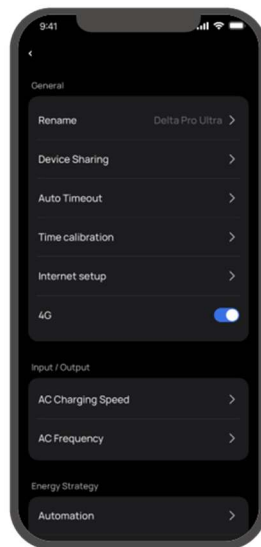 9:41
General
Rename Delta Pro Ultra
Device Sharing
Auto Timeout
Time calibration
Internet setup
4G
Input / Output
AC Charging Speed
AC Frequency
Energy Strategy
Automation